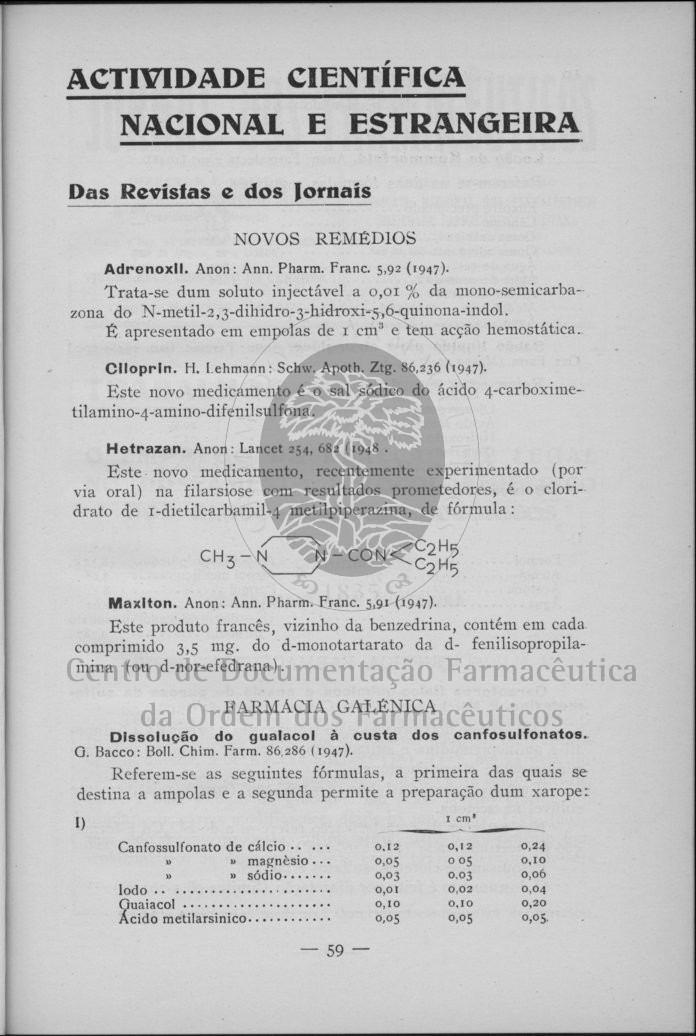 ACTIVIDADE CIENTÍFICA
NACIONAL E ESTRANGEIRA
Das Revistas e dos Jornais
NOVOS REMÉDIOS
Adrenoxil. Anon: Ann. Pharm. Franc. 5,92 (1947).
Trata-se dum soluto injectável a 0,01 % da mono-semicarba-
zona do N-metil-2,3-dihidro-3-hidroxi-5,6-quinona-indol.
É apresentado em empolas de 1 cm³ e tem acção hemostática.
Ciloprin. H. Lehmann: Schw. Apoth. Ztg. 86,236 (1947).
Este novo medicamento é o sal sódico do ácido 4-carboxime-
tilamino-4-amino-difenilsulfona.
Hetrazan. Anon: Lancet 254, 682 (1948 .
Este novo medicamento, recentemente experimentado (por
via oral) na filarsiose com resultados prometedores, é o clori-
drato de 1-dietilcarbamil-4 metilpiperazina, de fórmula:
CH3 - N N - CON C2H5
C2H5
1835
Maxiton. Anon: Ann. Pharm. Franc. 5,91 (1947).
Este produto francês, vizinho da benzedrina, contém em cada
comprimido 3,5 mg. do d-monotartarato da d- fenilisopropila-
mina (ou d-nor-efedrana).
Centro de Documentação Farmacêutica
da Ordem dos Farmacêuticos
FARMÁCIA GALÉNICA
Dissolução do guaiacol à custa dos canfosulfonatos.
G. Bacco: Boll. Chim. Farm. 86,286 (1947).
Referem-se as seguintes fórmulas, a primeira das quais se
destina a ampolas e a segunda permite a preparação dum xarope:
I) 1 cm³
Canfossulfonato de cálcio ..... 0,12 0,12 0,24
» » magnèsio ... 0,05 0 05 0,10
» » sódio....... 0,03 0,03 0,06
Iodo ........................ 0,01 0,02 0,04
Guaiacol ..................... 0,10 0,10 0,20
Ácido metilarsinico............ 0,05 0,05 0,05.
— 59 —